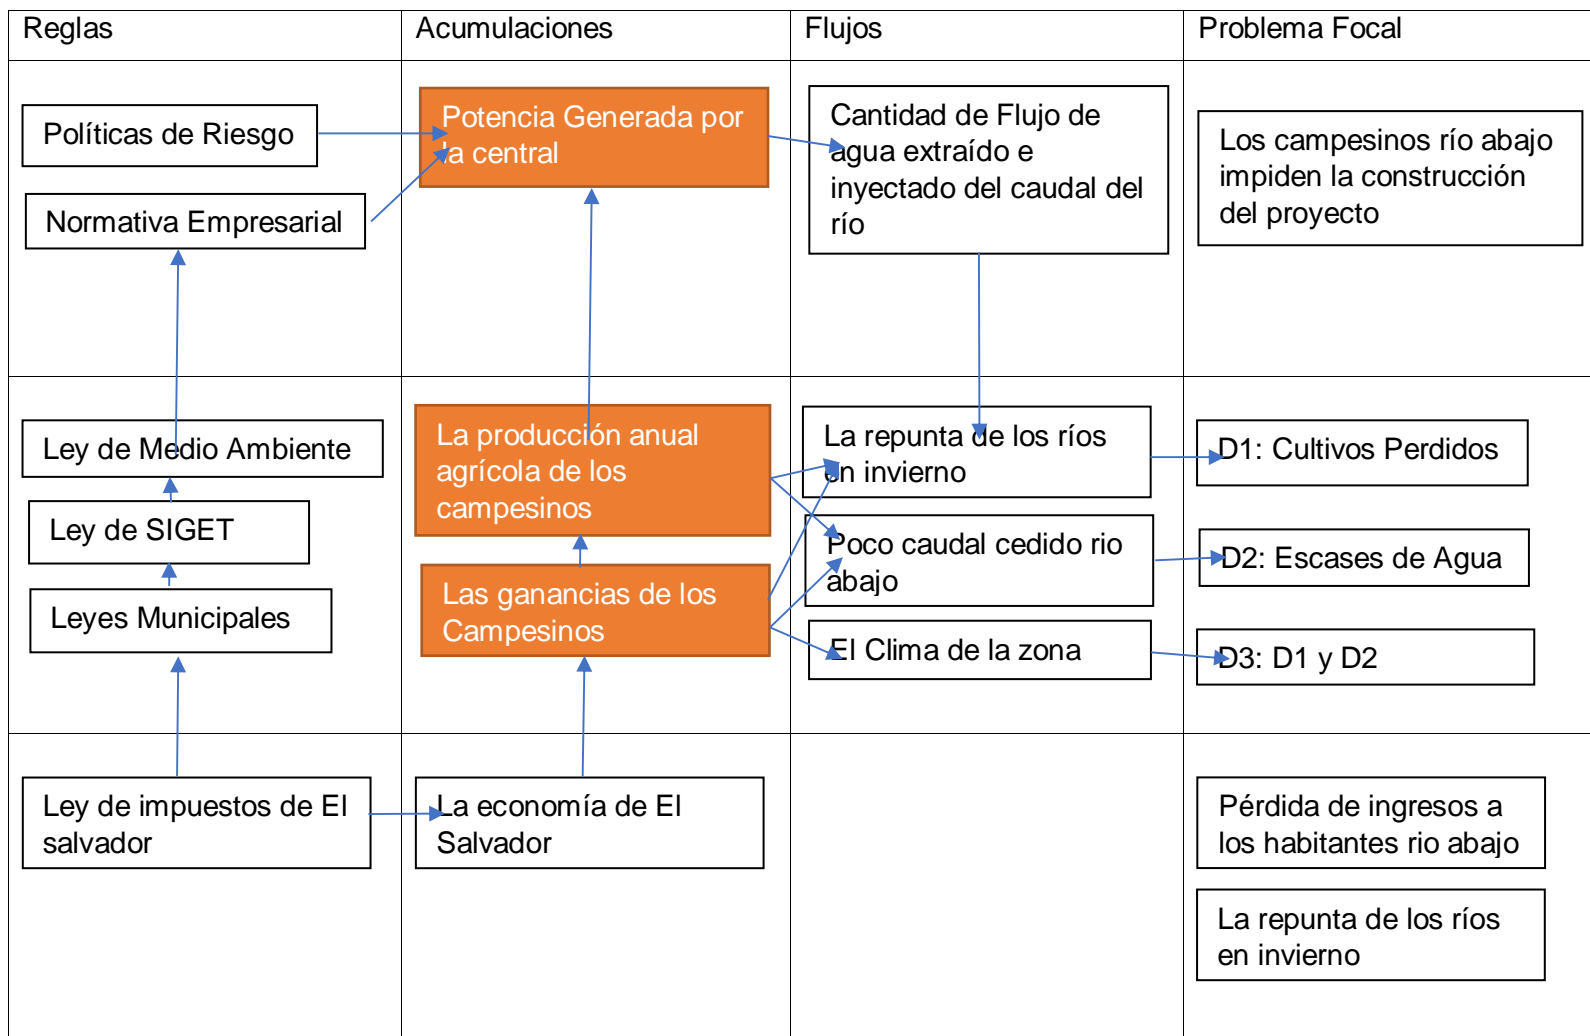 Reglas
Acumulaciones
Flujos
Problema Focal
Políticas de Riesgo
Normativa Empresarial
Potencia Generada por
la central
Cantidad de Flujo de
agua extraído e
inyectado del caudal del
río
Los campesinos río abajo
impiden la construcción
del proyecto
Ley de Medio Ambiente
Ley de SIGET
Leyes Municipales
La producción anual
agrícola de los
campesinos
Las ganancias de los
Campesinos
La repunta de los ríos
en invierno
Poco caudal cedido rio
abajo
El Clima de la zona
D1: Cultivos Perdidos
D2: Escases de Agua
D3: D1 y D2
Ley de impuestos de El
salvador
La economía de El
Salvador
Pérdida de ingresos a
los habitantes rio abajo
La repunta de los ríos
en invierno